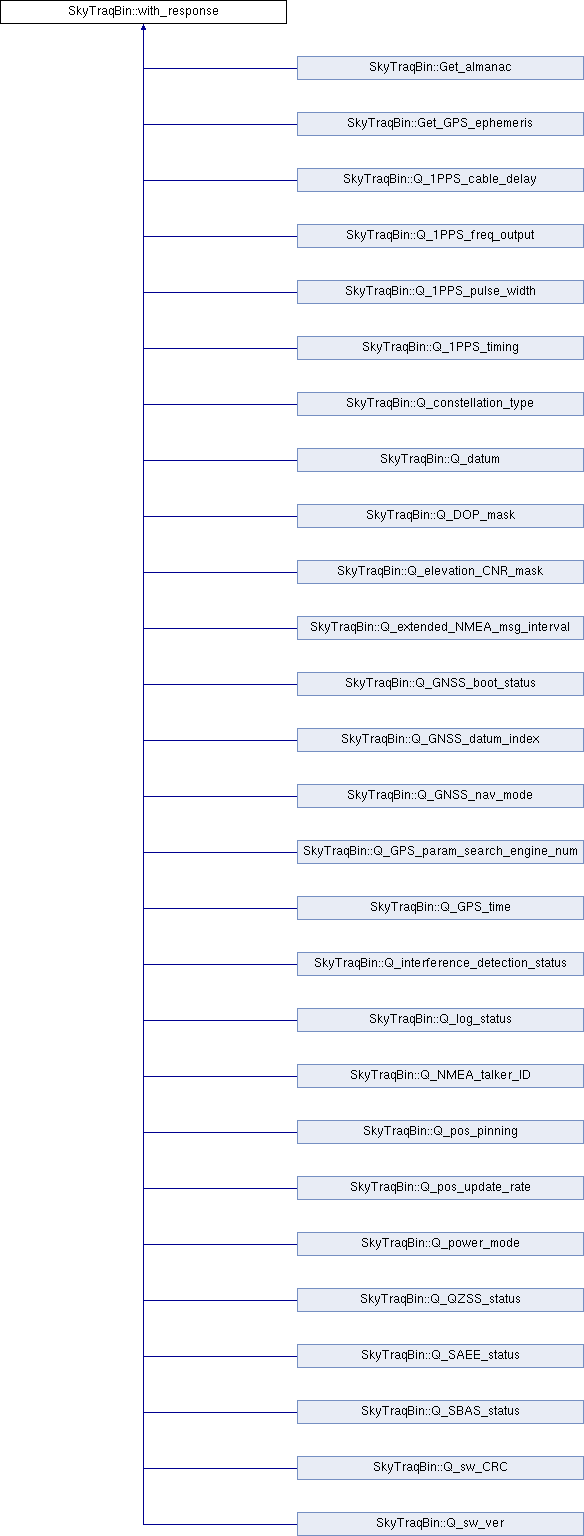 SkyTraqBin::with_response
SkyTraqBin::Get_almanac
SkyTraqBin::Get_GPS_ephemeris
SkyTraqBin::Q_1PPS_cable_delay
SkyTraqBin::Q_1PPS_freq_output
SkyTraqBin::Q_1PPS_pulse_width
SkyTraqBin::Q_1PPS_timing
SkyTraqBin::Q_constellation_type
SkyTraqBin::Q_datum
SkyTraqBin::Q_DOP_mask
SkyTraqBin::Q_elevation_CNR_mask
SkyTraqBin::Q_extended_NMEA_msg_interval
SkyTraqBin::Q_GNSS_boot_status
SkyTraqBin::Q_GNSS_datum_index
SkyTraqBin::Q_GNSS_nav_mode
SkyTraqBin::Q_GPS_param_search_engine_num
SkyTraqBin::Q_GPS_time
SkyTraqBin::Q_interference_detection_status
SkyTraqBin::Q_log_status
SkyTraqBin::Q_NMEA_talker_ID
SkyTraqBin::Q_pos_pinning
SkyTraqBin::Q_pos_update_rate
SkyTraqBin::Q_power_mode
SkyTraqBin::Q_QZSS_status
SkyTraqBin::Q_SAEE_status
SkyTraqBin::Q_SBAS_status
SkyTraqBin::Q_sw_CRC
SkyTraqBin::Q_sw_ver